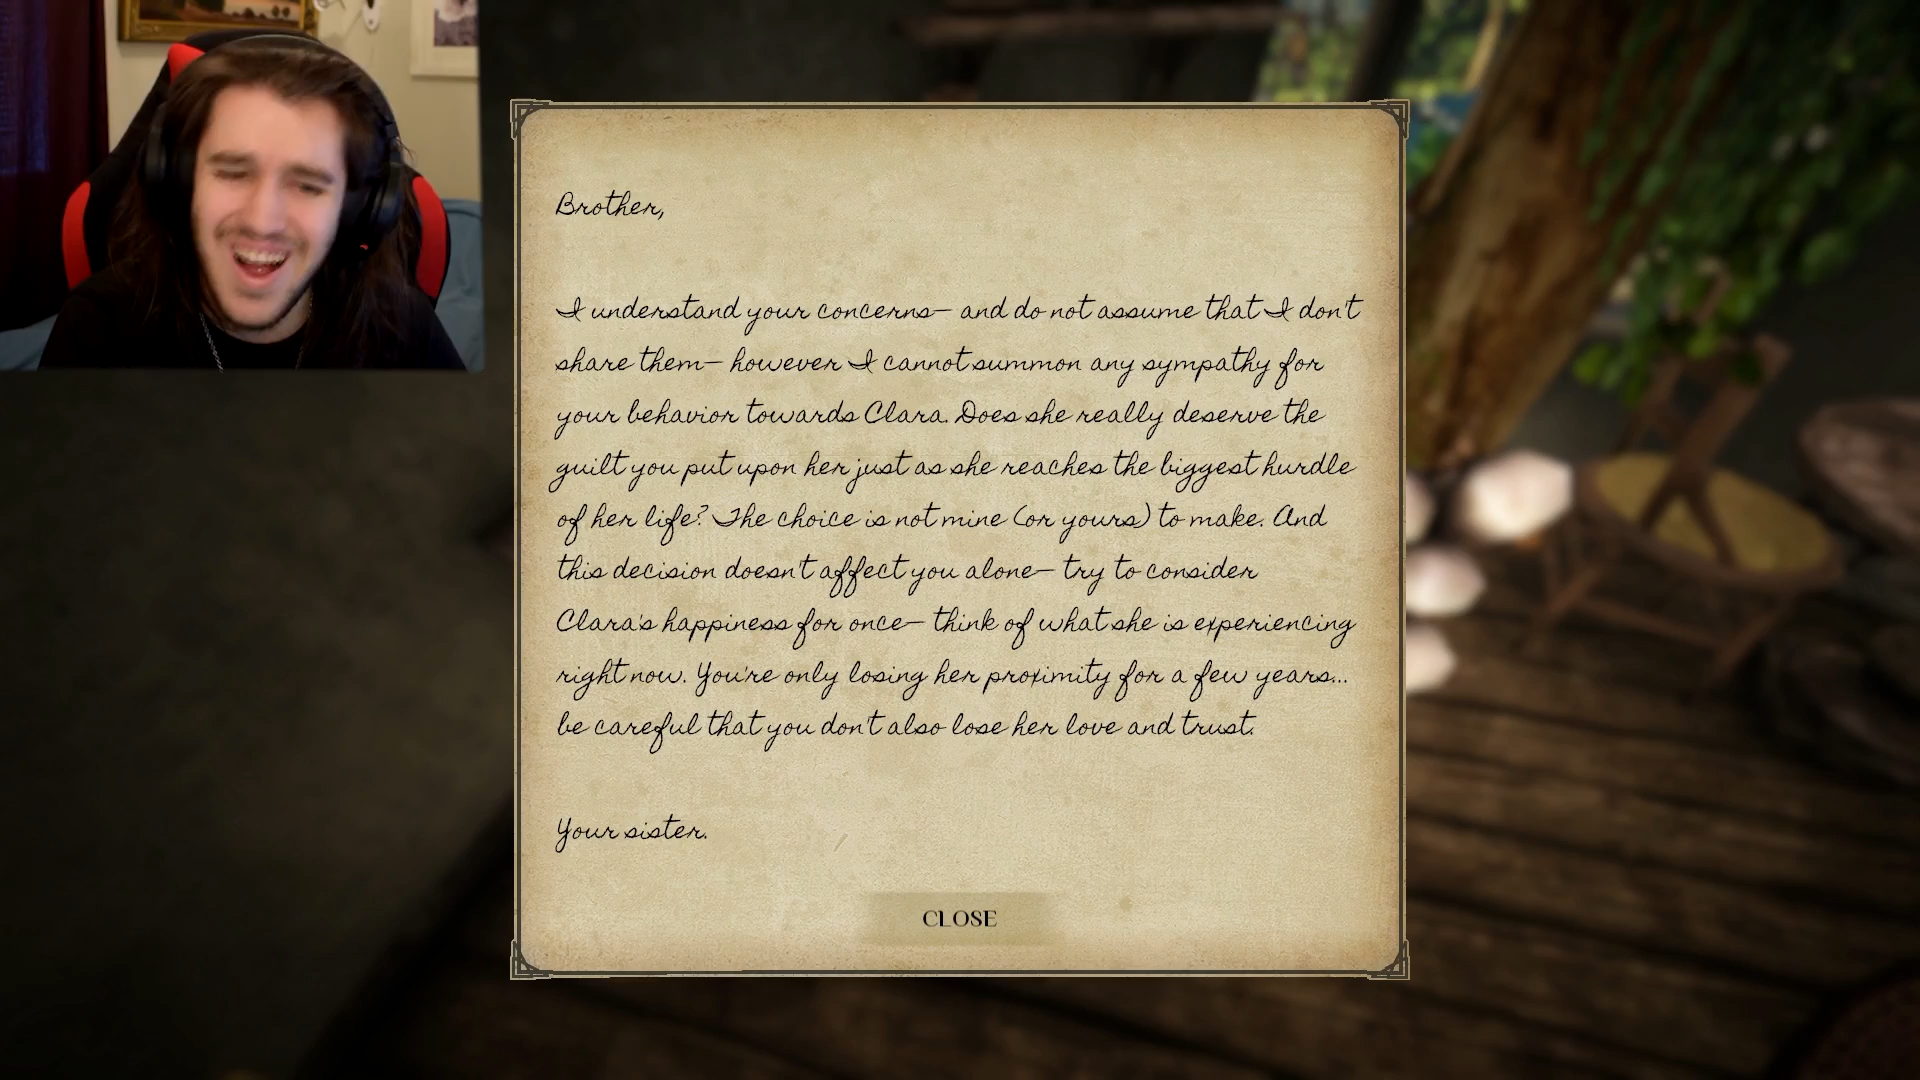 Brother,
I understand your concerns— and do not assume that I don't
share them— however I cannot summon any sympathy for
your behavior towards Clara. Does she really deserve the
guilt you put upon her just as she reaches the biggest hurdle
of her life? The choice is not mine (or yours) to make. And
this decision doesn't affect you alone— try to consider
Clara's happiness for once— think of what she is experiencing
right now. You're only losing her proximity for a few years...
be careful that you don't also lose her love and trust.
Your sister.
CLOSE